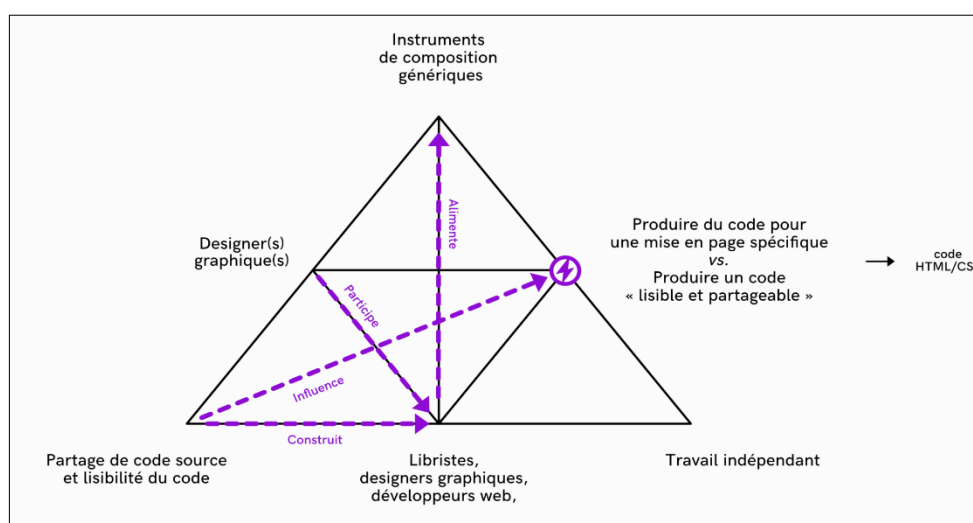 Instruments
de composition
génériques
Alimente
Designer(s)
graphique(s)
Produire du code pour
une mise en page spécifique
vs.
Produire un code
« lisible et partageable »
code
HTML/CS
Participe
Influence
Construit
Partage de code source
et lisibilité du code
Libristes,
designers graphiques,
développeurs web,
Travail indépendant